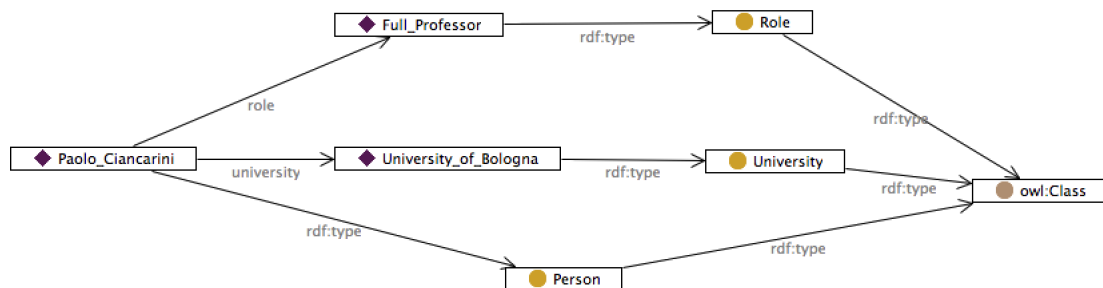 Full_Professor
rdf:type
Role
role
rdf:type
Paolo_Ciancarini
university
University_of_Bologna
rdf:type
University
rdf:type
owl:Class
rdf:type
rdf:type
Person